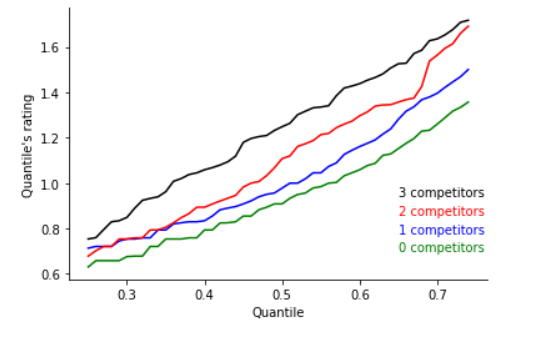 Quantile's rating
1.6
1.4
1.2
1.0
0.8
0.6
3 competitors
2 competitors
1 competitors
0 competitors
0.3
0.4
0.5
0.6
0.7
Quantile